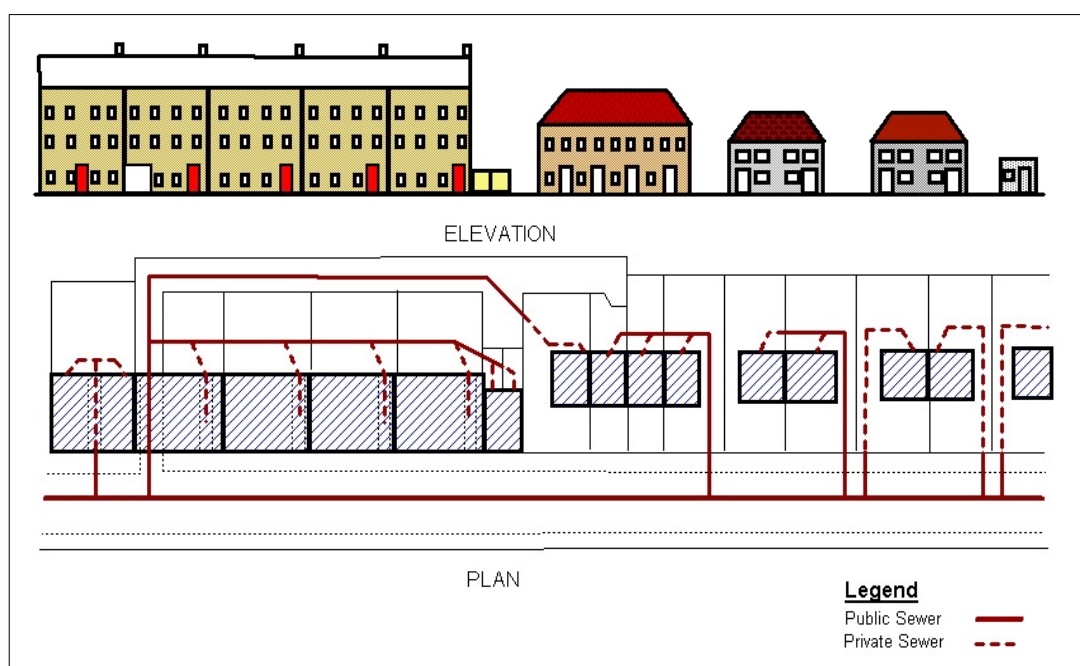 ELEVATION
PLAN
Legend
Public Sewer
Private Sewer